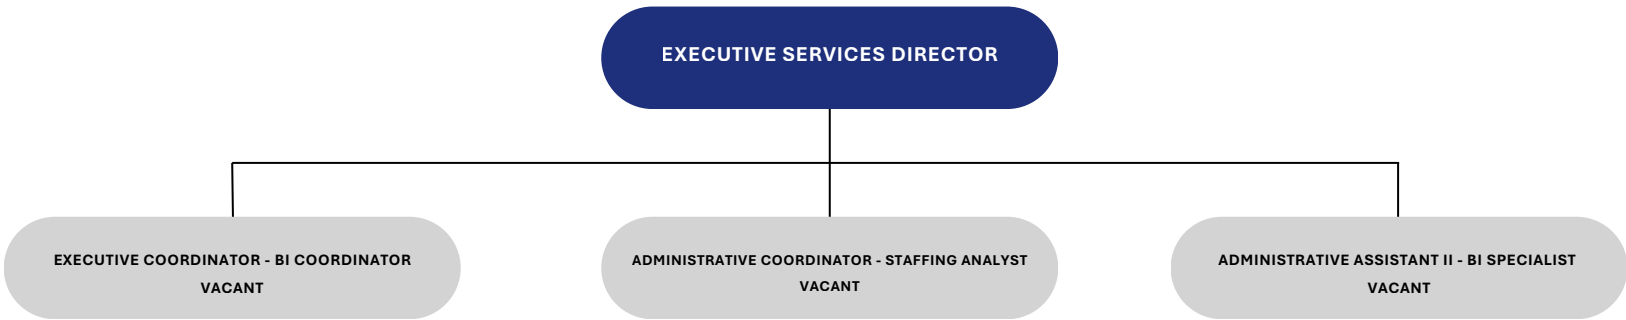 EXECUTIVE SERVICES DIRECTOR
EXECUTIVE COORDINATOR - BI COORDINATOR
VACANT
ADMINISTRATIVE COORDINATOR - STAFFING ANALYST
VACANT
ADMINISTRATIVE ASSISTANT II - BI SPECIALIST
VACANT